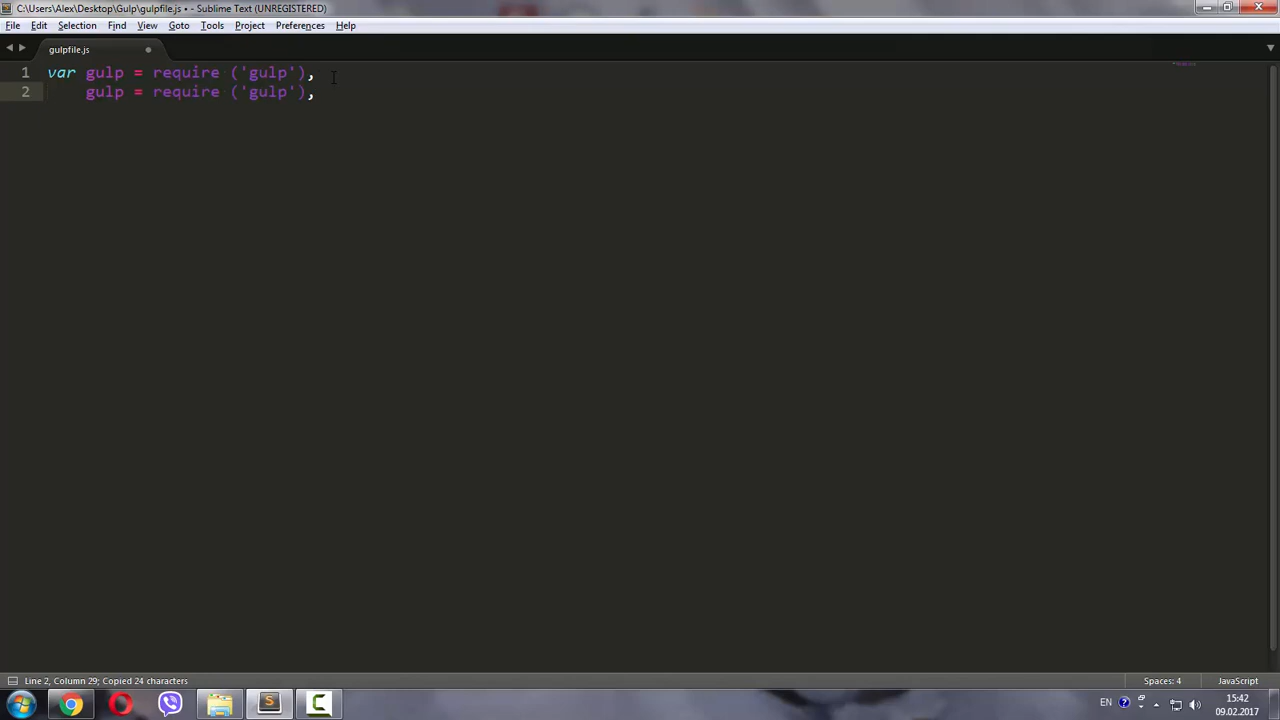 C:\Users\Alex\Desktop\Gulp\gulpfile.js • - Sublime Text (UNREGISTERED)
File Edit Selection Find View Goto Tools Project Preferences Help
gulpfile.js
1 var gulp = require ('gulp'),
2 gulp = require ('gulp'),
Line 2, Column 29; Copied 24 characters
Spaces: 4
JavaScript
EN
15:42
09.02.2017